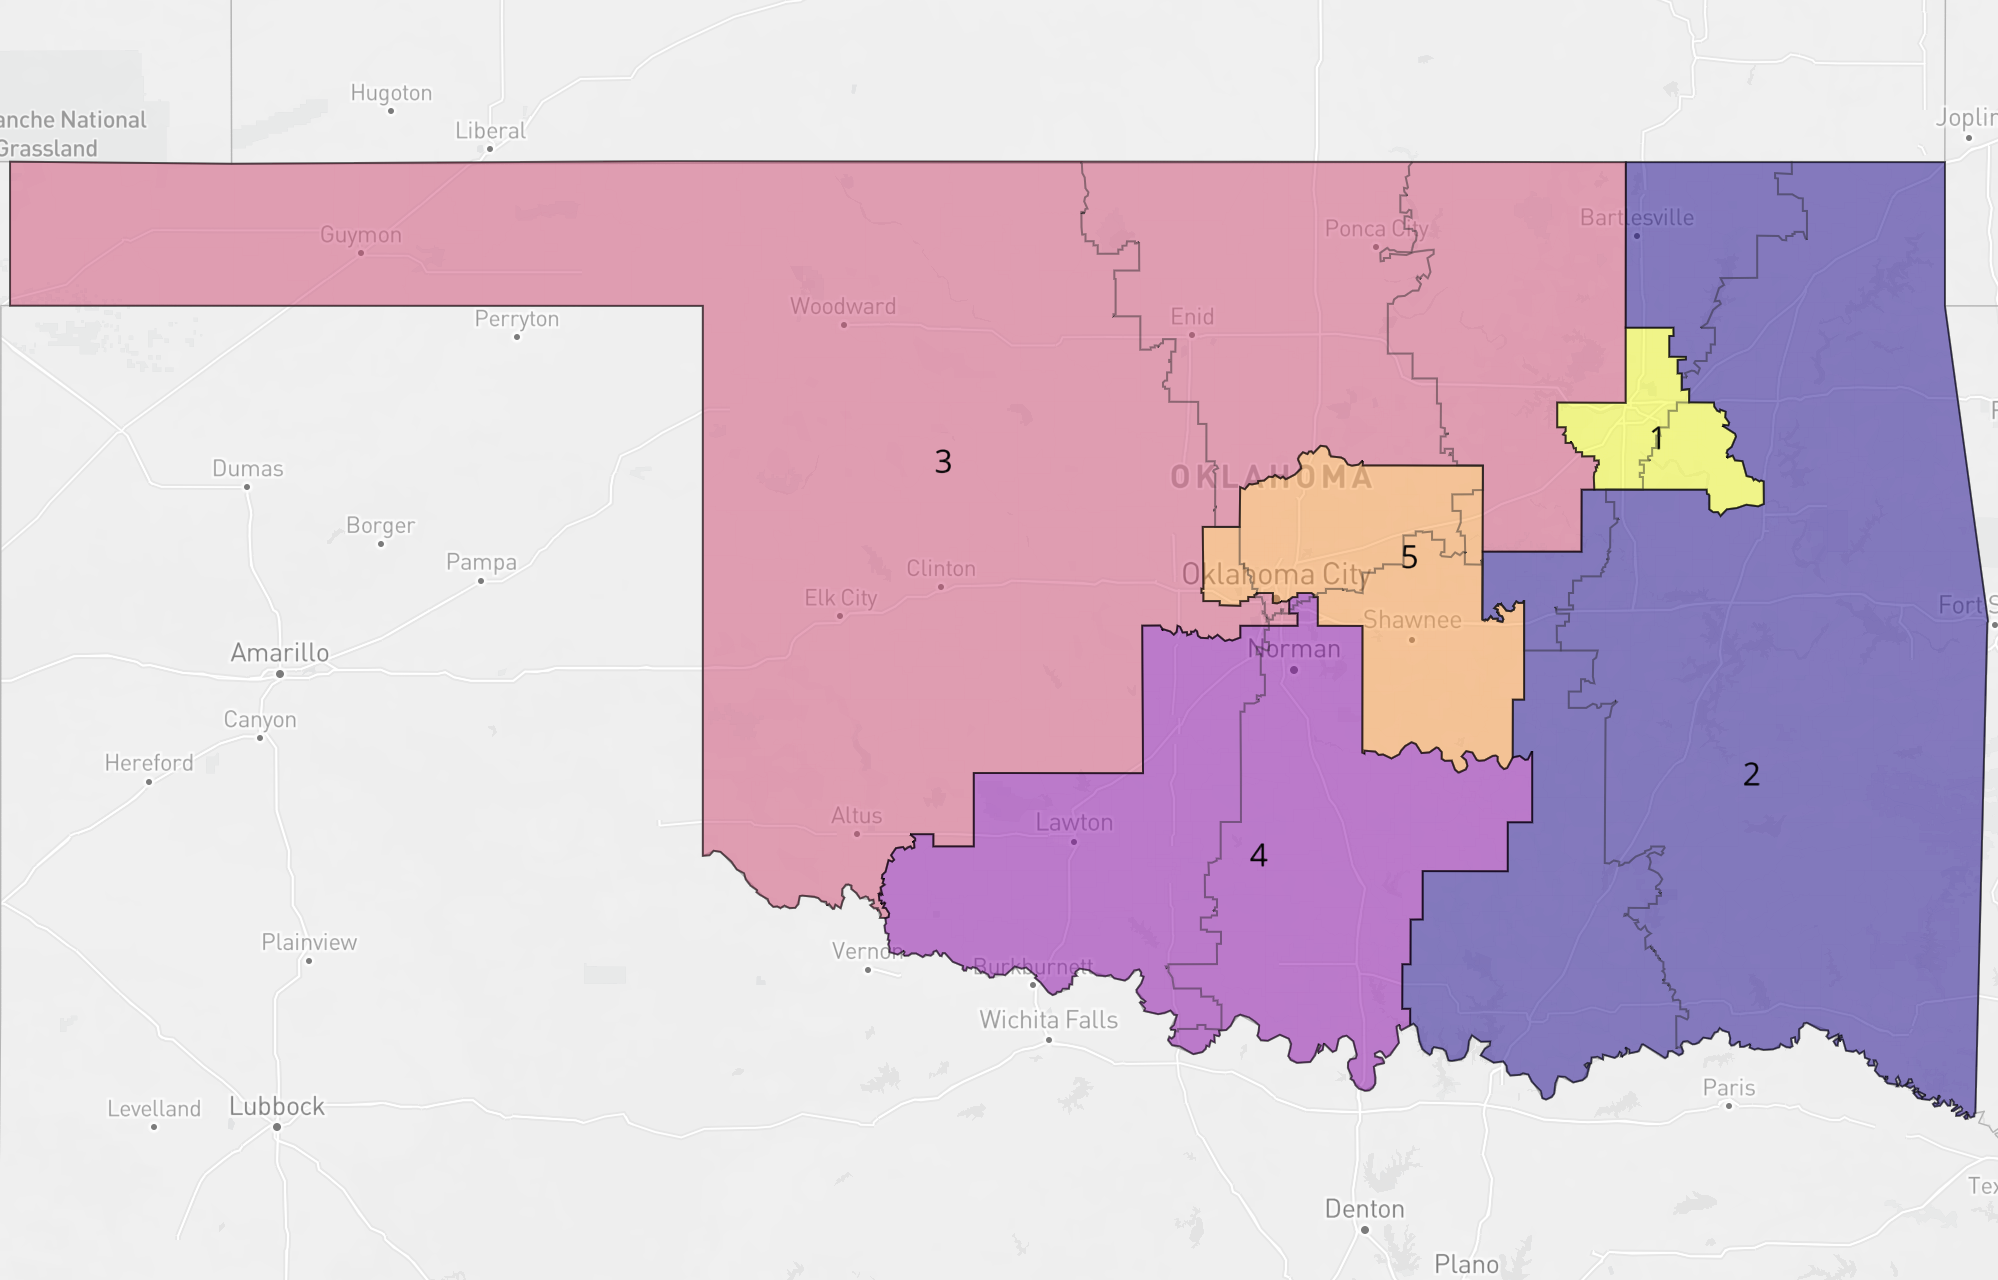 Hugoton
anche National
Grassland
Liberal
Joplin
Guymon
Ponca City
Bartlesville
Woodward
Perryton
Enid
1
3
Dumas
OKLAHOMA
Borger
Pampa
Clinton
5
Oklahoma City
Elk City
Fort S
Shawnee
Amarillo
Norman
Canyon
Hereford
2
Altus
Lawton
4
Plainview
Vernon
Burkburnett
Wichita Falls
Paris
Levelland
Lubbock
Tex
Denton
Plano